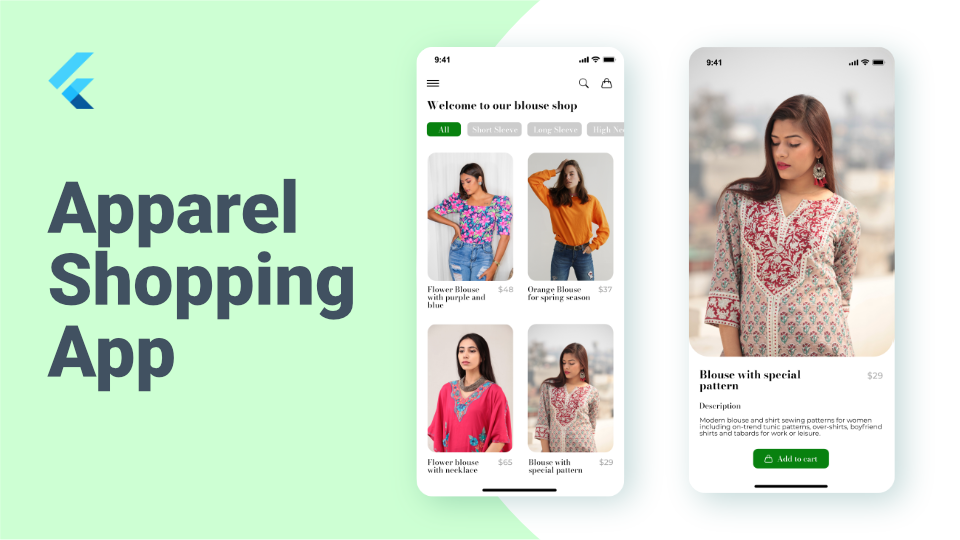 Apparel
Shopping
App
9:41
Welcome to our blouse shop
All
Short Sleeve
Long Sleeve
High Ne
Flower Blouse
with purple and
blue
$48
Orange Blouse
for spring season
$37
Flower blouse
with necklace
$65
Blouse with
special pattern
$29
9:41
Blouse with special
pattern
$29
Description
Modern blouse and shirt sewing patterns for women
including on-trend tunic patterns, over-shirts, boyfriend
shirts and tabards for work or leisure.
Add to cart